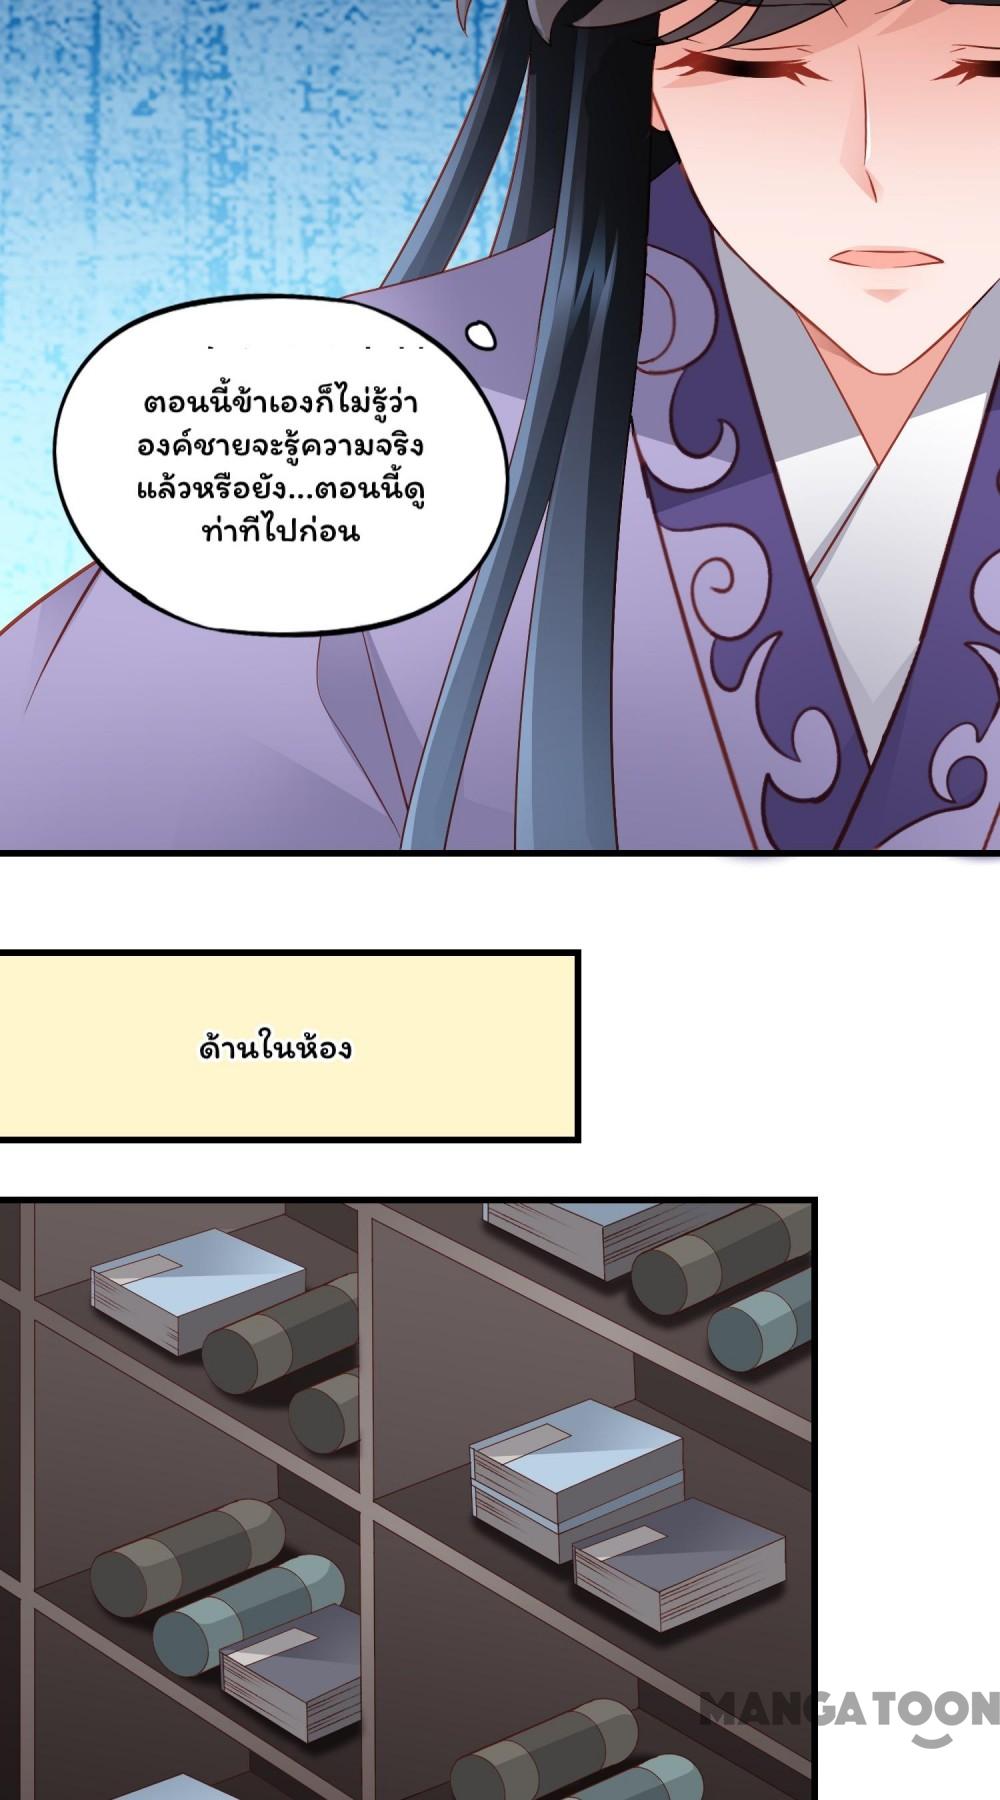 ตอนนี้ข้าเองก็ไม่รู้ว่า
องค์ชายจะรู้ความจริง
แล้วหรือยัง...ตอนนี้ดู
ท่าทีไปก่อน
ด้านในห้อง
MANGATOON